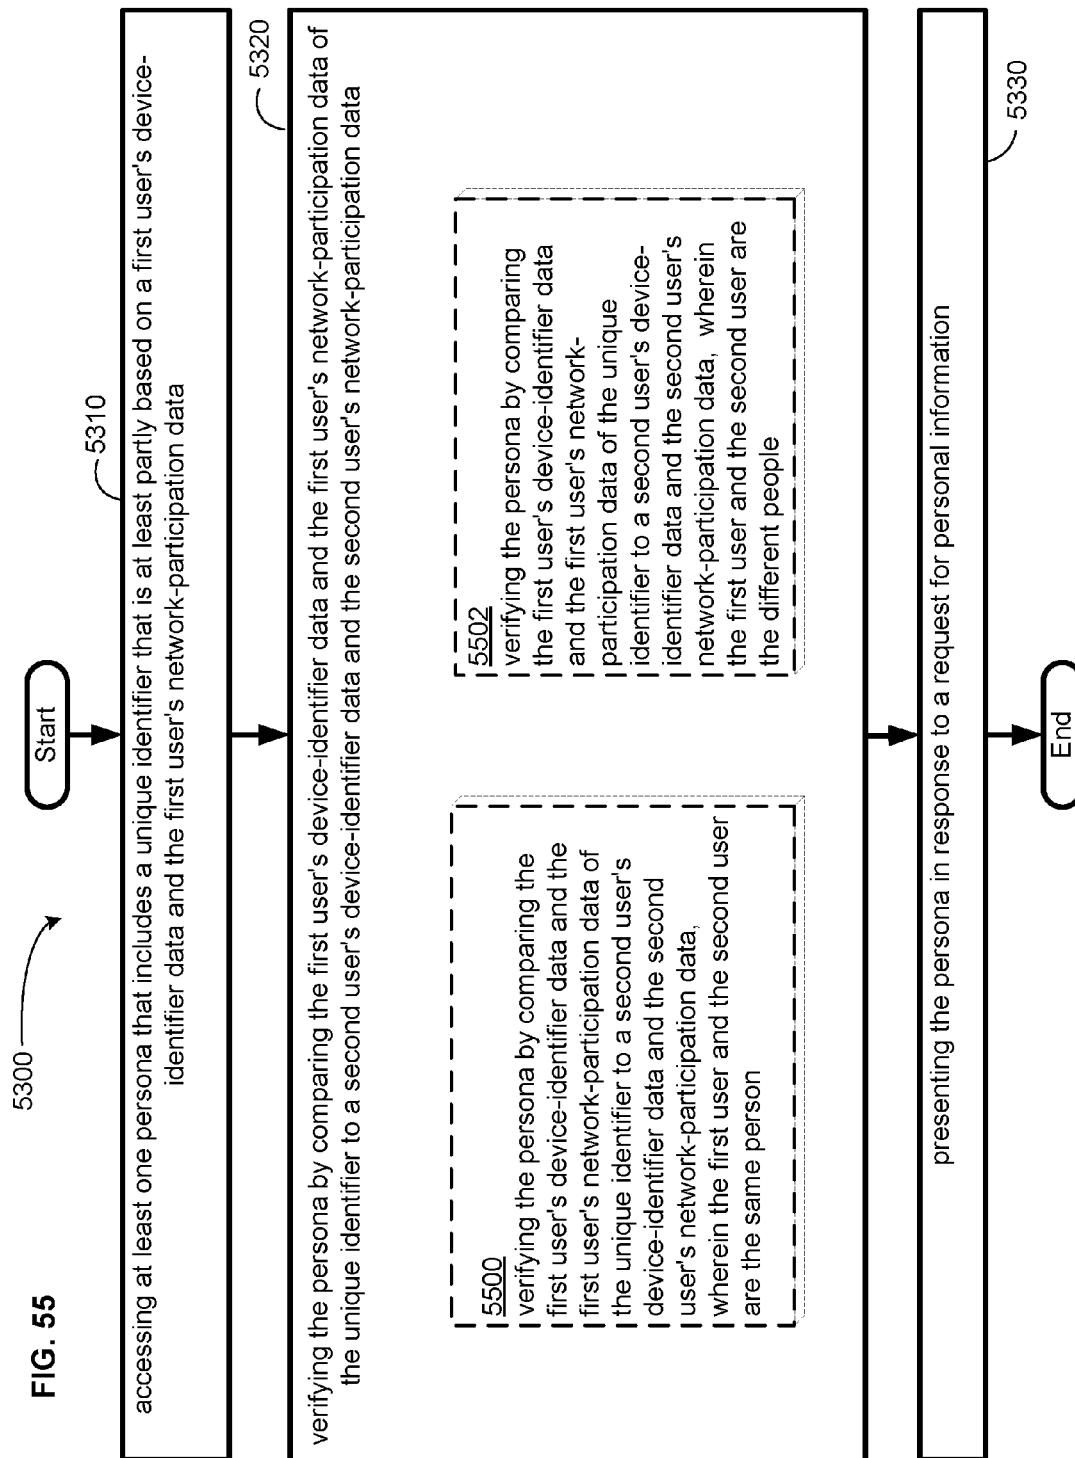 FIG. 55
5300
Start
5310
accessing at least one persona that includes a unique identifier that is at least partly based on a first user's device-
identifier data and the first user's network-participation data
5320
verifying the persona by comparing the first user's device-identifier data and the first user's network-participation data of
the unique identifier to a second user's device-identifier data and the second user's network-participation data
5500
verifying the persona by comparing the
first user's device-identifier data and the
first user's network-participation data of
the unique identifier to a second user's
device-identifier data and the second
user's network-participation data,
wherein the first user and the second user
are the same person
5502
verifying the persona by comparing
the first user's device-identifier data
and the first user's network-
participation data of the unique
identifier to a second user's device-
identifier data and the second user's
network-participation data, wherein
the first user and the second user are
the different people
5330
presenting the persona in response to a request for personal information
End